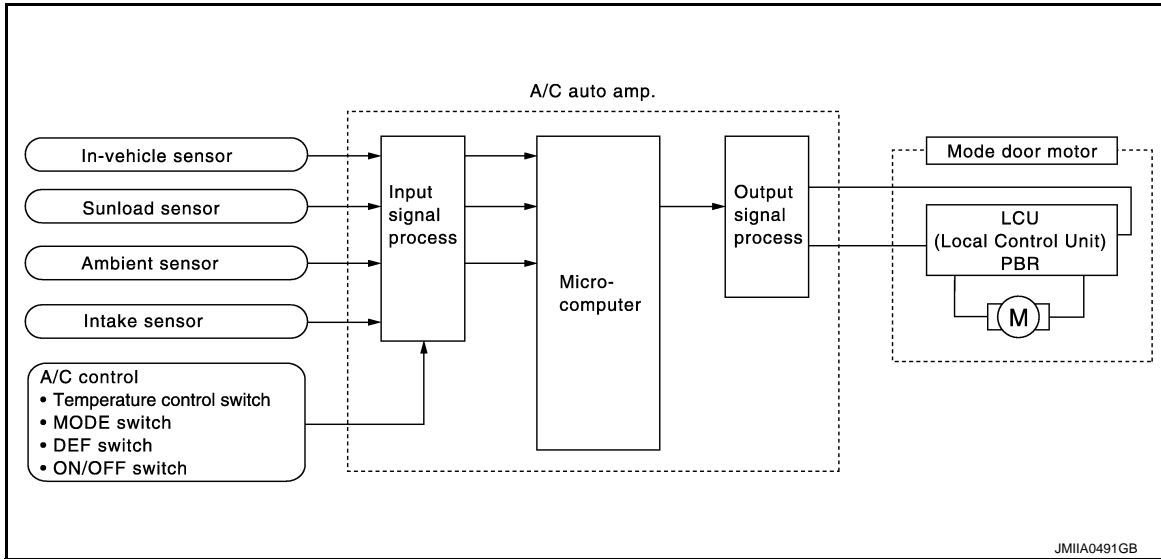 A/C auto amp.
In-vehicle sensor
Sunload sensor
Ambient sensor
Intake sensor
A/C control
• Temperature control switch
• MODE switch
• DEF switch
• ON/OFF switch
Input
signal
process
Micro-
computer
Output
signal
process
Mode door motor
LCU
(Local Control Unit)
PBR
M
JMIIA0491GB